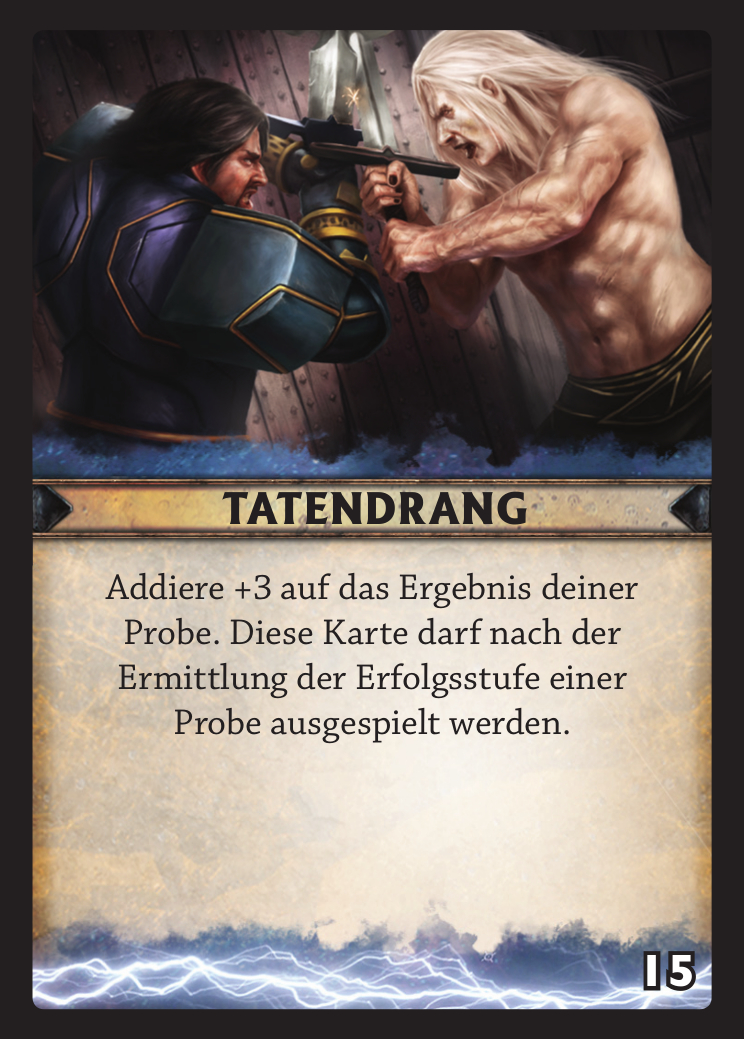 TATENDRANG
Addiere +3 auf das Ergebnis deiner
Probe. Diese Karte darf nach der
Ermittlung der Erfolgsstufe einer
Probe ausgespielt werden.
15